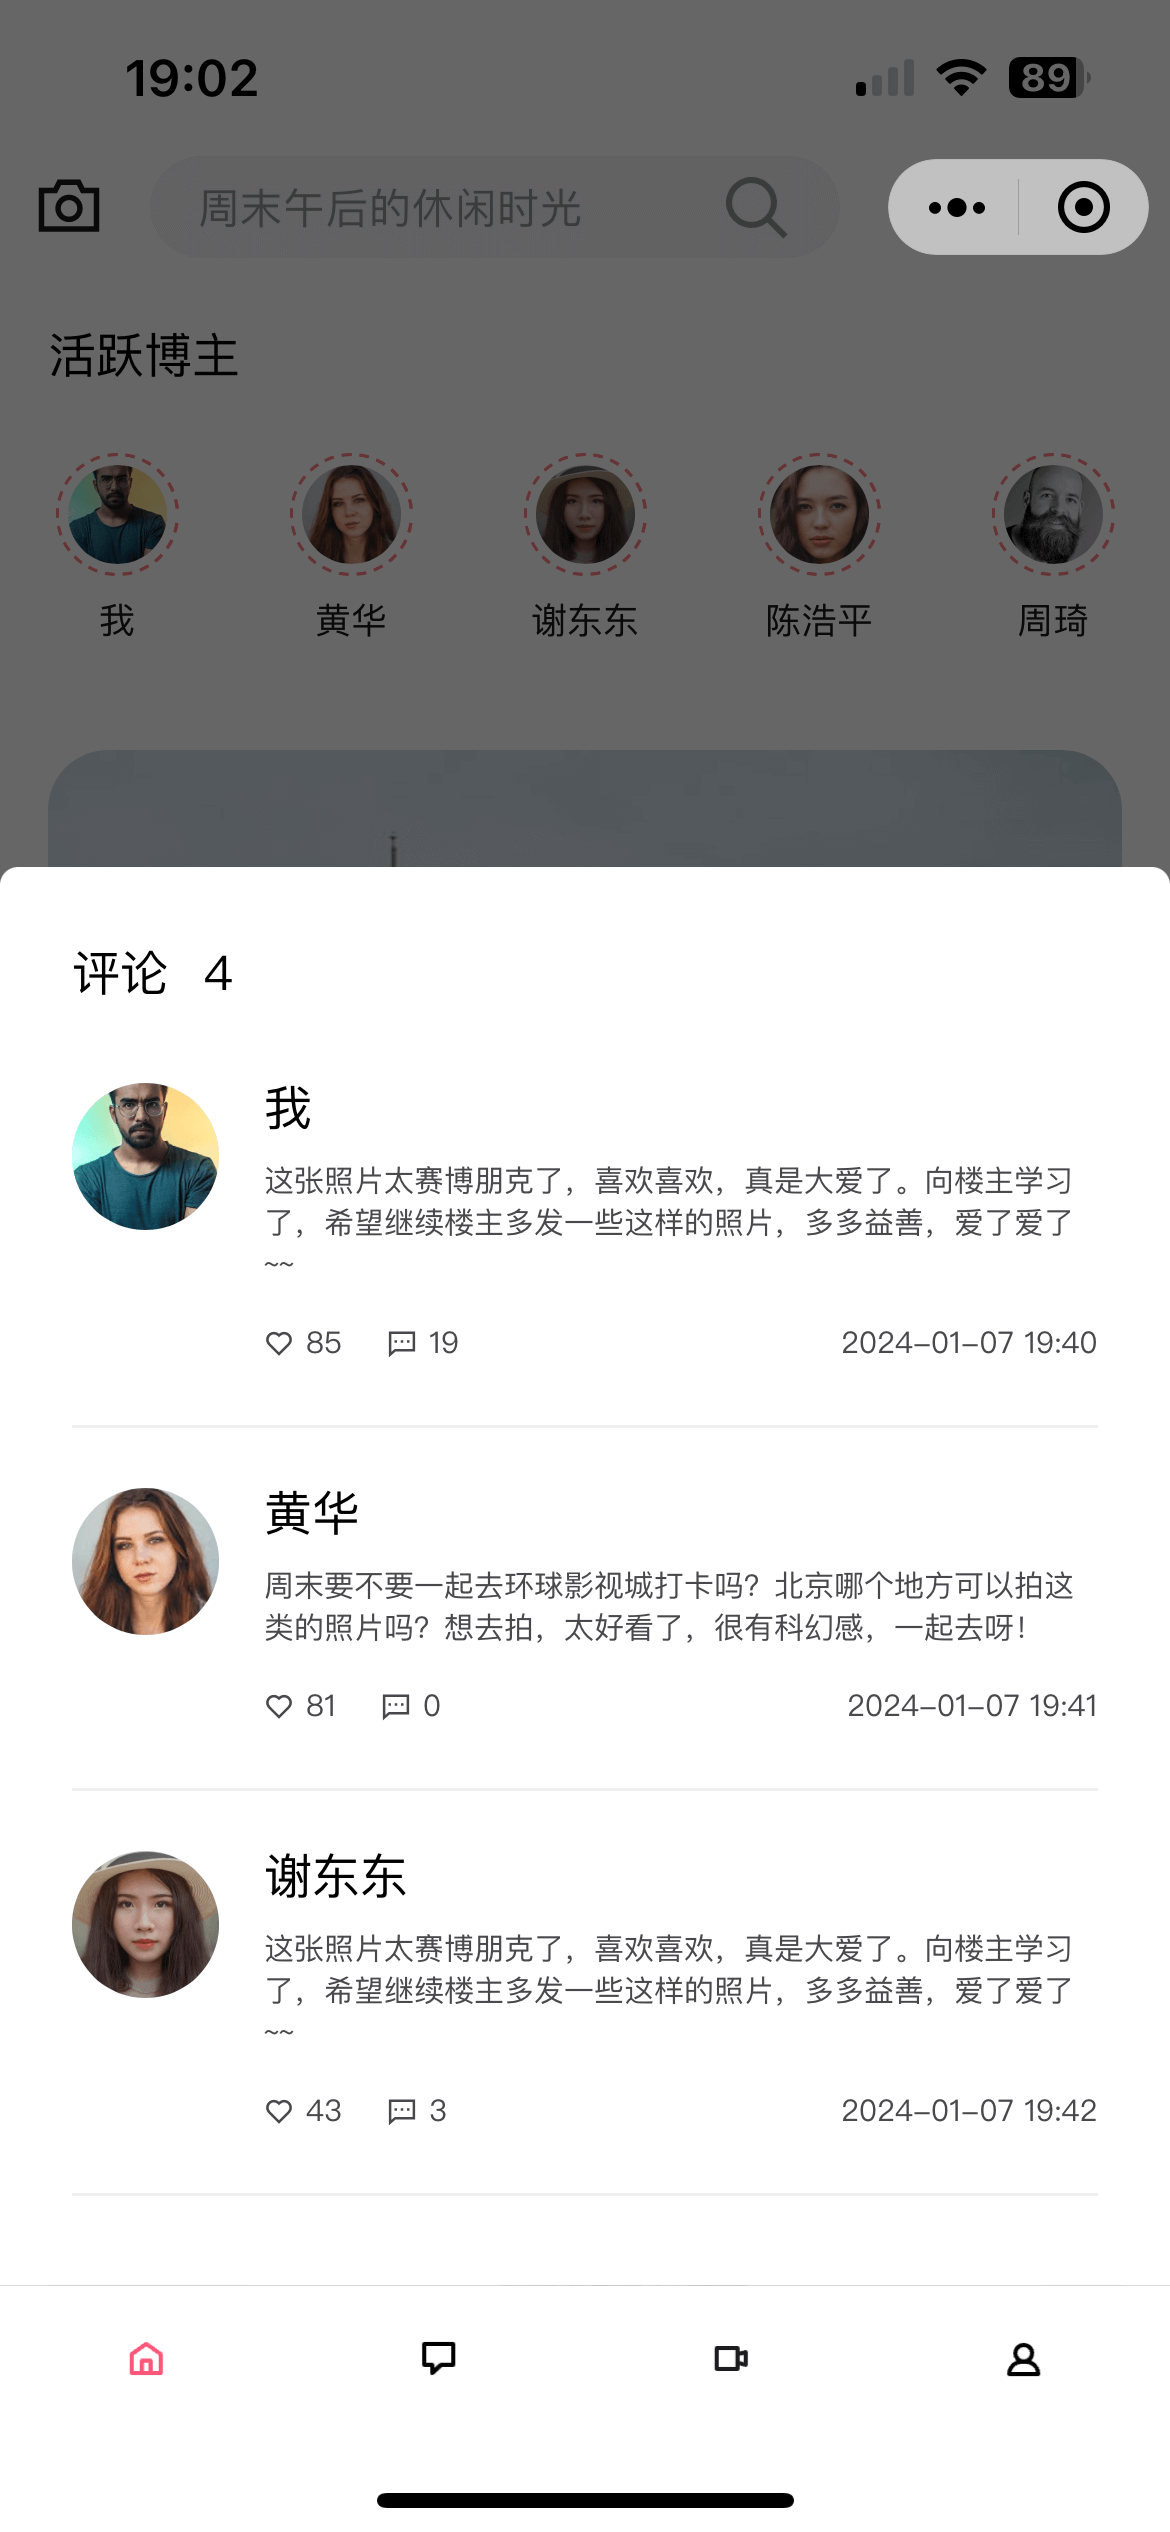 19:02
89
周末午后的休闲时光
活跃博主
我
黄华
谢东东
陈浩平
周琦
评论 4
我
这张照片太赛博朋克了，喜欢喜欢，真是大爱了。向楼主学习
了，希望继续楼主多发一些这样的照片，多多益善，爱了爱了
~~
85 19 2024-01-07 19:40
黄华
周末要不要一起去环球影视城打卡吗？北京哪个地方可以拍这
类的照片吗？想去拍，太好看了，很有科幻感，一起去呀！
81 0 2024-01-07 19:41
谢东东
这张照片太赛博朋克了，喜欢喜欢，真是大爱了。向楼主学习
了，希望继续楼主多发一些这样的照片，多多益善，爱了爱了
~~
43 3 2024-01-07 19:42